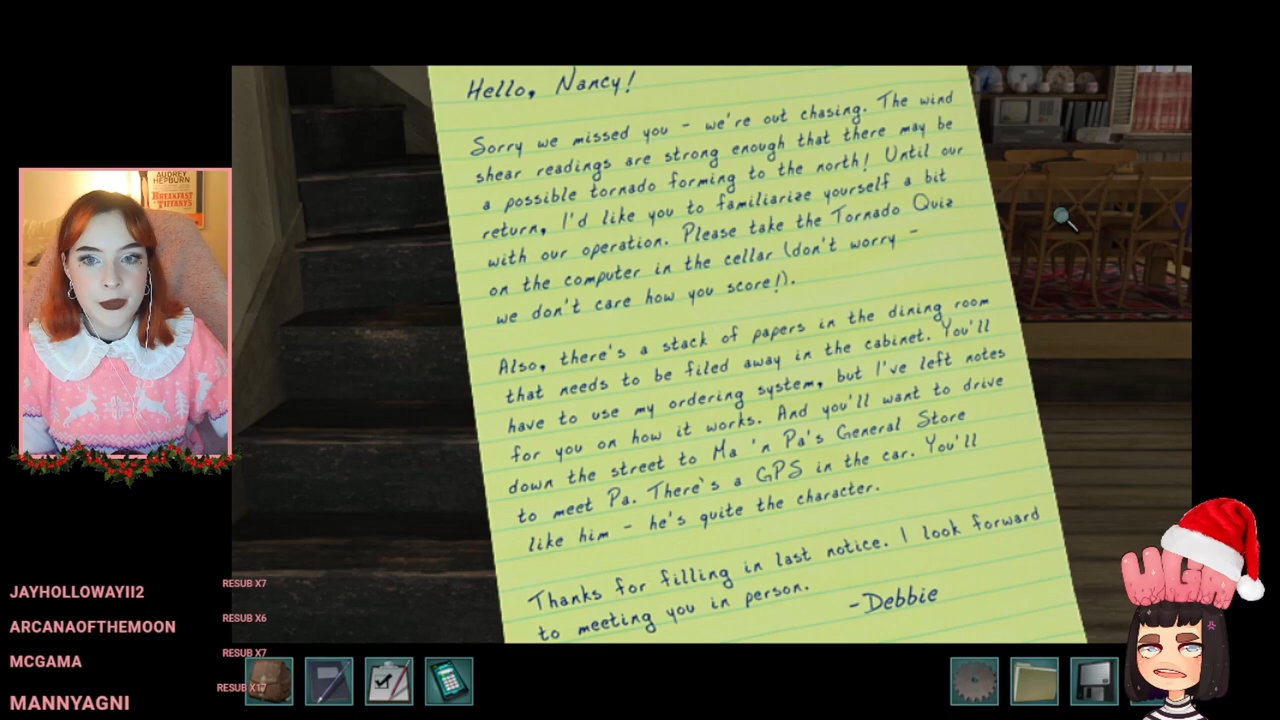 Hello, Nancy!
Sorry we missed you - we're out chasing. The wind
shear readings are strong enough that there may be
a possible tornado forming to the north! Until our
return, I'd like you to familiarize yourself a bit
with our operation. Please take the Tornado Quiz
on the computer in the cellar (don't worry -
we don't care how you score!).
Also, there's a stack of papers in the dining room
that needs to be filed away in the cabinet. You'll
have to use my ordering system, but I've left notes
for you on how it works. And you'll want to drive
down the street to Ma 'n Pa's General Store
to meet Pa. There's a GPS in the car. You'll
like him - he's quite the character.
Thanks for filling in last notice. I look forward
to meeting you in person.
-Debbie
AUDREY
HEPBURN
BREAKFAST
TIFFANY'S
JAYHOLLOWAYII2 RESUB X7
ARCANAOFTHEMOON RESUB X6
MCGAMA RESUB X7
MANNYAGNI RESUB X17